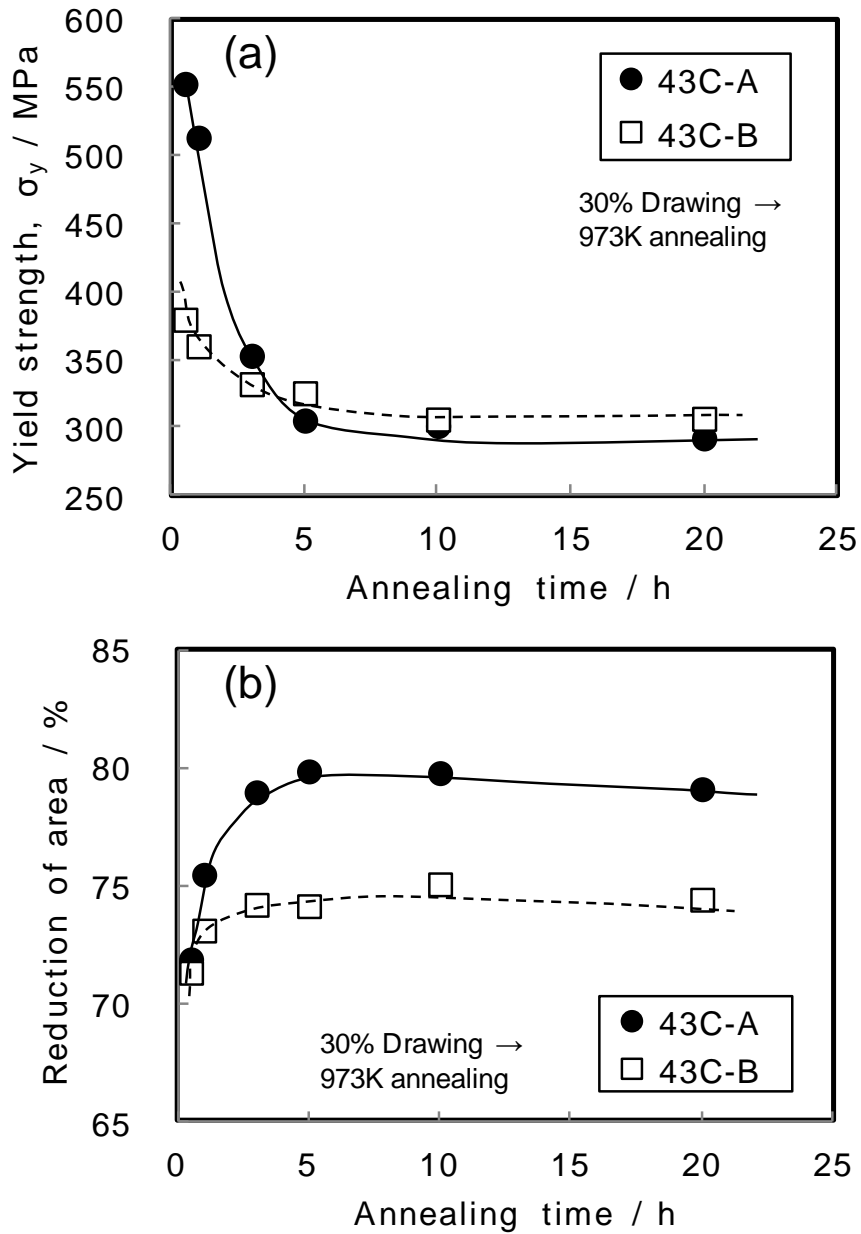 600
550
500
450
400
350
300
250
Yield strength, σy / MPa
(a)
43C-A
43C-B
30% Drawing →
973K annealing
0 5 10 15 20 25
Annealing time / h
85
80
75
70
65
Reduction of area / %
(b)
30% Drawing →
973K annealing
43C-A
43C-B
0 5 10 15 20 25
Annealing time / h